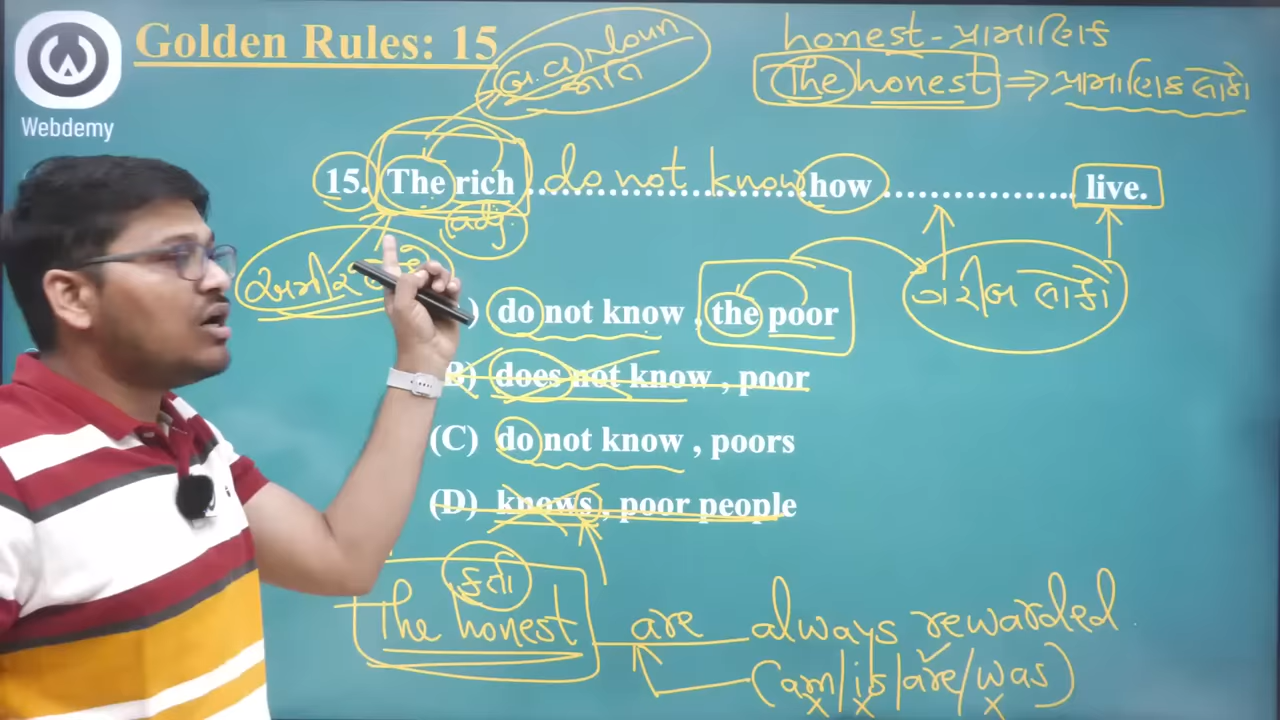 Golden Rules: 15
Webdemy
બ.વ Noun
જાત
honest - પ્રામાણિક
The honest ⇒ પ્રામાણિક લોકો
15. The rich do not know how ........................ live.
adj.
અમીર
do not know , the poor
ગરીબ લોકો
B) does not know , poor
(C) do not know , poors
(D) knows , poor people
કર્તા
The honest are always rewarded.
(am/is/are/was)